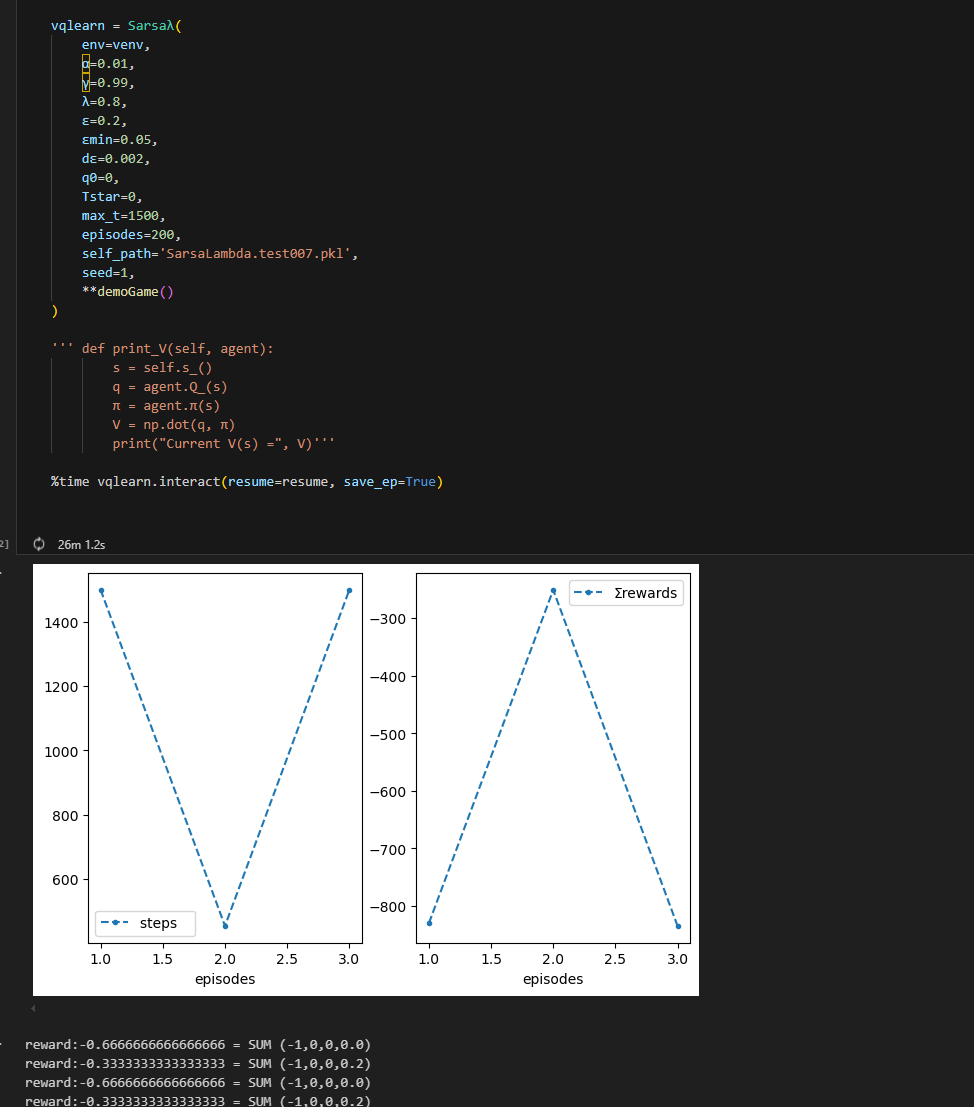 vqlearn = Sarsaλ(
    env=venv,
    α=0.01,
    γ=0.99,
    λ=0.8,
    ε=0.2,
    εmin=0.05,
    dε=0.002,
    q0=0,
    Tstar=0,
    max_t=1500,
    episodes=200,
    self_path='SarsaLambda.test007.pkl',
    seed=1,
    **demoGame()
)
''' def print_V(self, agent):
        s = self.s_()
        q = agent.Q_(s)
        π = agent.π(s)
        V = np.dot(q, π)
        print("Current V(s) =", V)'''
%time vqlearn.interact(resume=resume, save_ep=True)
2]
26m 1.2s
1400
1200
1000
800
600
steps
1.0 1.5 2.0 2.5 3.0
episodes
Σrewards
−300
−400
−500
−600
−700
−800
1.0 1.5 2.0 2.5 3.0
episodes
reward:-0.6666666666666666 = SUM (-1,0,0,0.0)
reward:-0.3333333333333333 = SUM (-1,0,0,0.2)
reward:-0.6666666666666666 = SUM (-1,0,0,0.0)
reward:-0.3333333333333333 = SUM (-1,0,0,0.2)